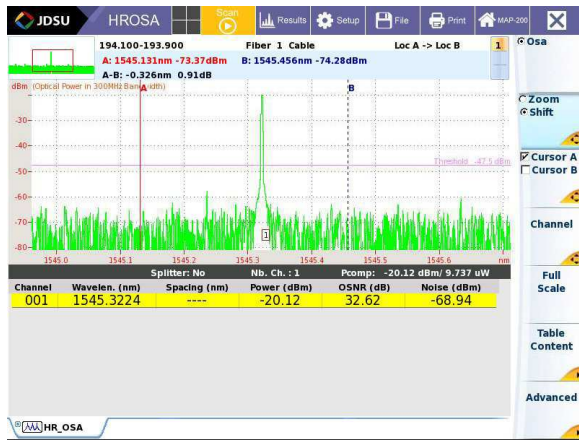 JDSU HROSA Scan Results Setup File Print MAP-200
194.100-193.900 Fiber 1 Cable Loc A -> Loc B 1
A: 1545.131nm -73.37dBm B: 1545.456nm -74.28dBm
A-B: -0.326nm 0.91dB
Osa
dBm (Optical Power in 300MHz Bandwidth)
A B
Zoom
Shift
-30
-40
Threshold -47.5 dBm
-50
-60
-70
-80
1
1545.0 1545.1 1545.2 1545.3 1545.4 1545.5 1545.6 nm
Cursor A
Cursor B
Channel
Full
Scale
Table
Content
Advanced
Splitter: No Nb. Ch. : 1 Pcomp: -20.12 dBm/ 9.737 uW
Channel Wavelen. (nm) Spacing (nm) Power (dBm) OSNR (dB) Noise (dBm)
001 1545.3224 ---- -20.12 32.62 -68.94
HR_OSA